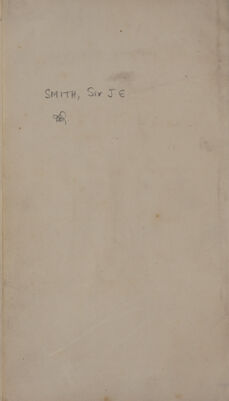 SMITH, Sir J E